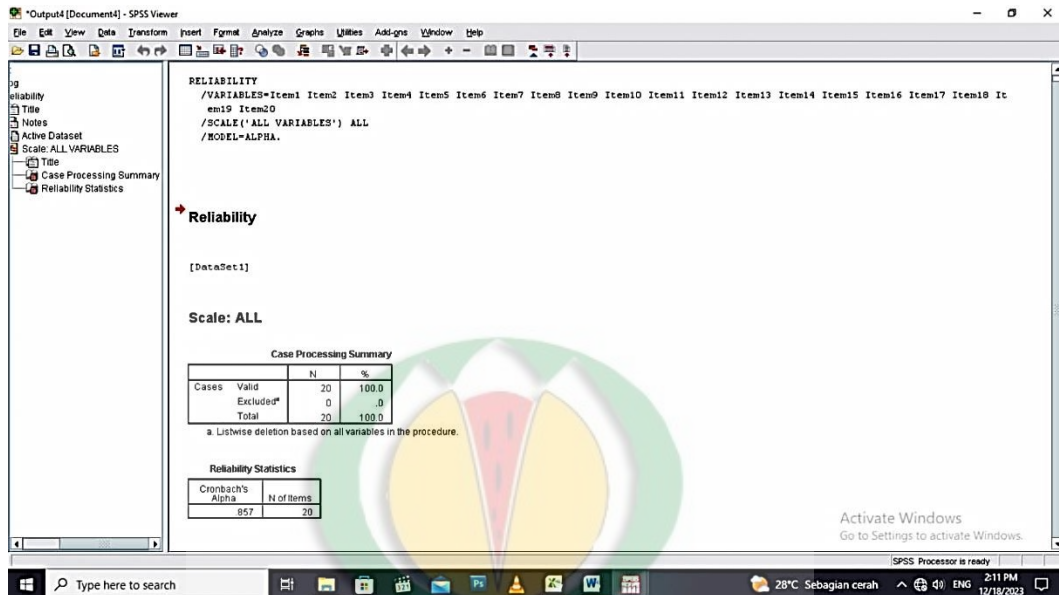 *Output4 [Document4] - SPSS Viewer
File Edit View Data Transform Insert Format Analyze Graphs Utilities Add-ons Window Help
og
eliability
Title
Notes
Active Dataset
Scale: ALL VARIABLES
Title
Case Processing Summary
Reliability Statistics
RELIABILITY
/VARIABLES=Item1 Item2 Item3 Item4 Item5 Item6 Item7 Item8 Item9 Item10 Item11 Item12 Item13 Item14 Item15 Item16 Item17 Item18 It
em19 Item20
/SCALE('ALL VARIABLES') ALL
/MODEL=ALPHA.
Reliability
[DataSet1]
Scale: ALL
Case Processing Summary
N %
Cases Valid 20 100.0
Excludedª 0 .0
Total 20 100.0
a. Listwise deletion based on all variables in the procedure.
Reliability Statistics
Cronbach's
Alpha N of Items
857 20
Activate Windows
Go to Settings to activate Windows.
SPSS Processor is ready
Type here to search
Ps
W
28°C Sebagian cerah
ENG
2:11 PM
12/18/2023